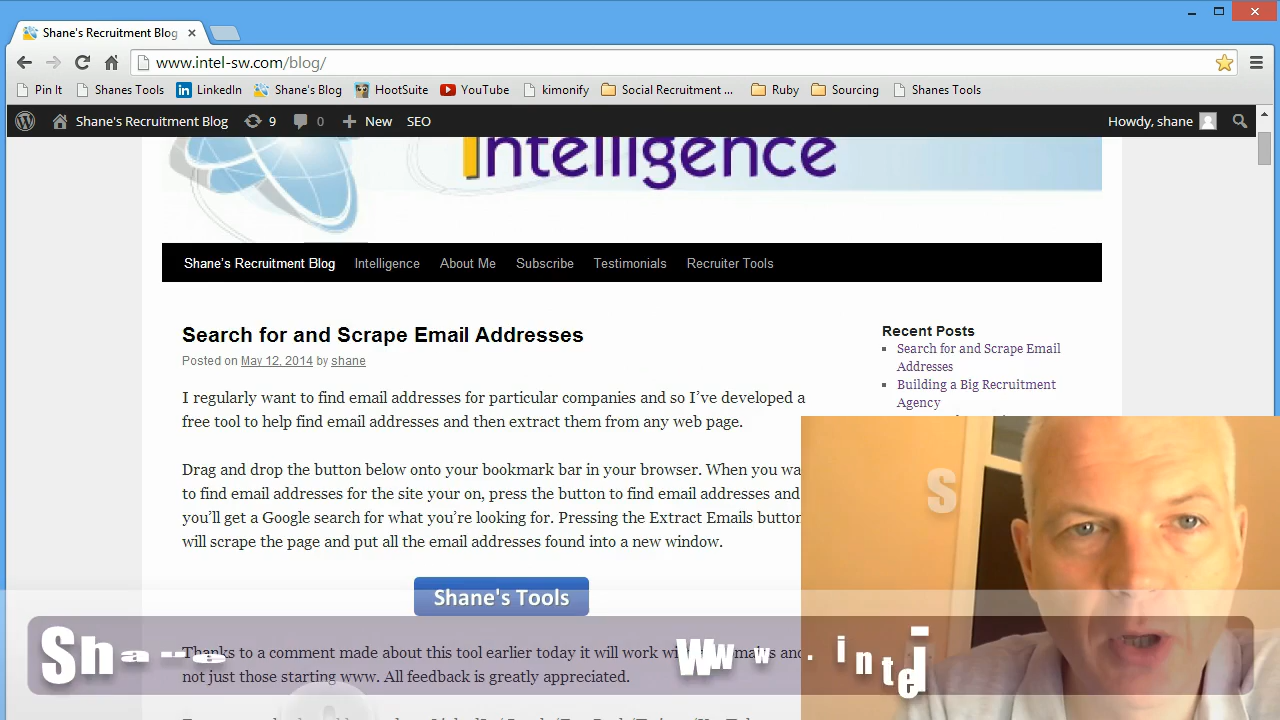 Shane's Recruitment Blog
www.intel-sw.com/blog/
Pin It Shanes Tools LinkedIn Shane's Blog HootSuite YouTube kimonify Social Recruitment ... Ruby Sourcing Shanes Tools
Shane's Recruitment Blog 9 0 New SEO Howdy, shane
Intelligence
Shane's Recruitment Blog Intelligence About Me Subscribe Testimonials Recruiter Tools
Search for and Scrape Email Addresses
Posted on May 12, 2014 by shane
I regularly want to find email addresses for particular companies and so I've developed a
free tool to help find email addresses and then extract them from any web page.
Drag and drop the button below onto your bookmark bar in your browser. When you wa
to find email addresses for the site your on, press the button to find email addresses and
you'll get a Google search for what you're looking for. Pressing the Extract Emails button
will scrape the page and put all the email addresses found into a new window.
Shane's Tools
Thanks to a comment made about this tool earlier today it will work
not just those starting www. All feedback is greatly appreciated.
Recent Posts
Search for and Scrape Email
Addresses
Building a Big Recruitment
Agency
S
Sh
Www.intel